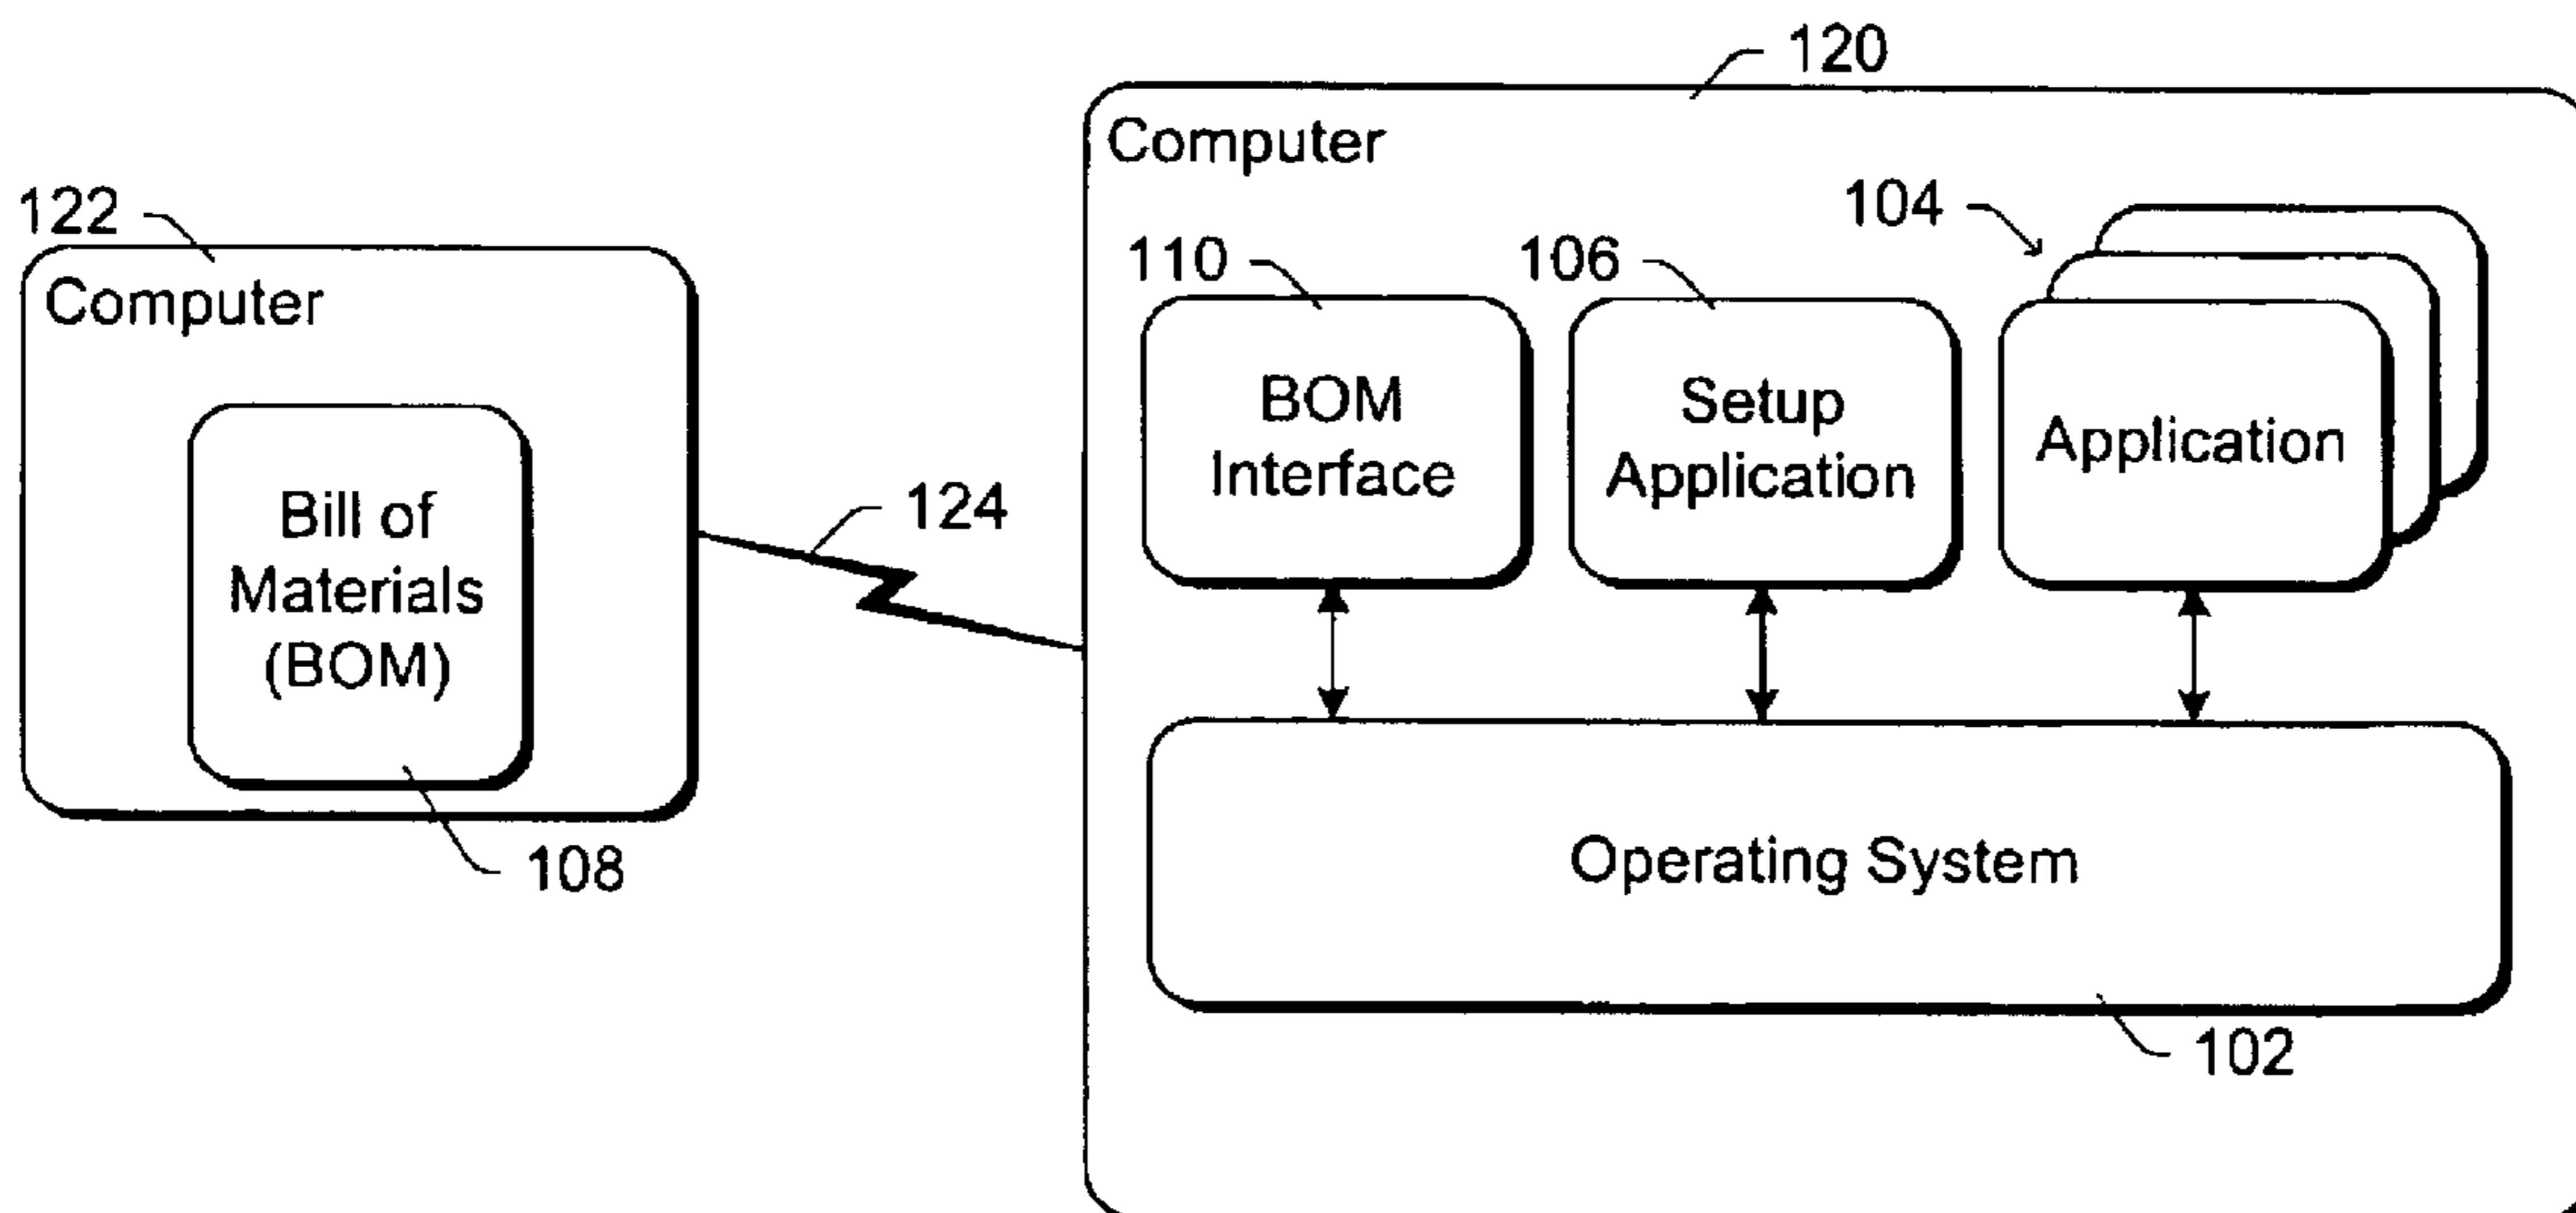 120
Computer
122
Computer
104
110
106
BOM
Interface
Setup
Application
Application
Bill of
Materials
(BOM)
124
108
Operating System
102